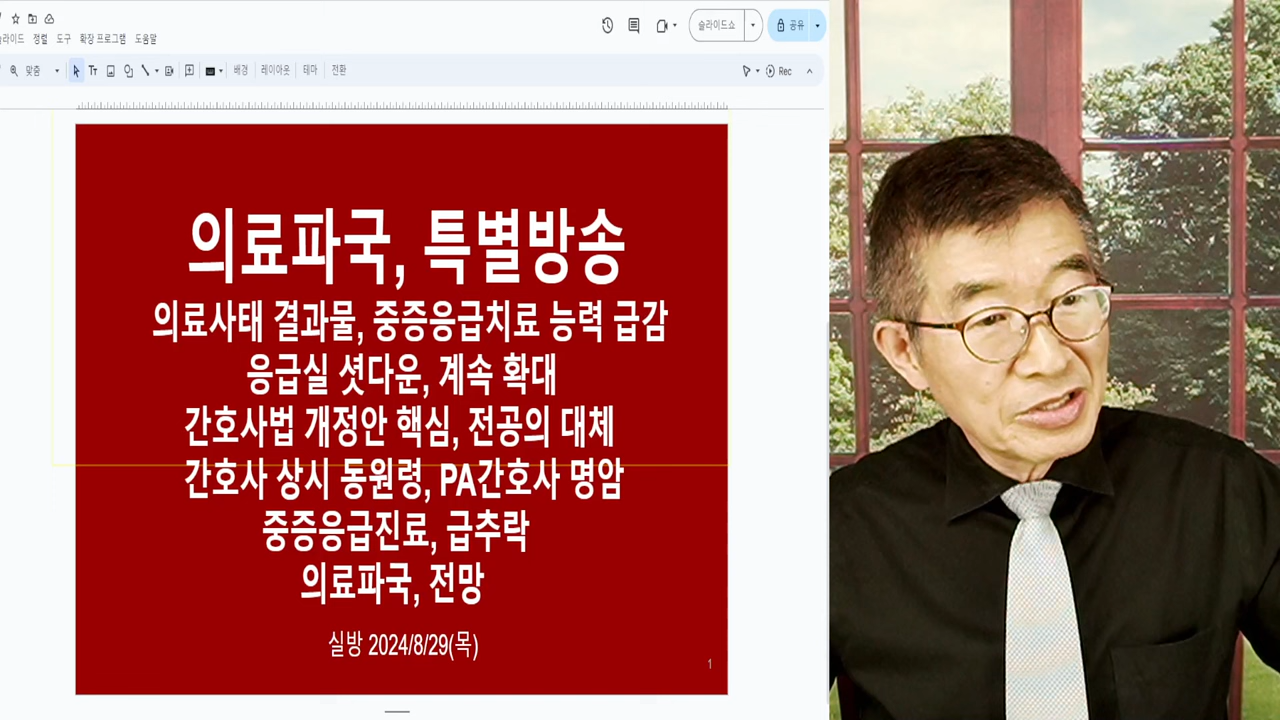 슬라이드쇼
공유
라이드 정렬 도구 확장 프로그램 도움말
맞춤 배경 레이아웃 테마 전환 Rec
의료파국, 특별방송
의료사태 결과물, 중증응급치료 능력 급감
응급실 셧다운, 계속 확대
간호사법 개정안 핵심, 전공의 대체
간호사 상시 동원령, PA간호사 명암
중증응급진료, 급추락
의료파국, 전망
실방 2024/8/29(목)
1